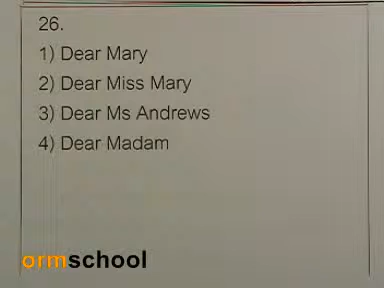 26.
1) Dear Mary
2) Dear Miss Mary
3) Dear Ms Andrews
4) Dear Madam
ormschool